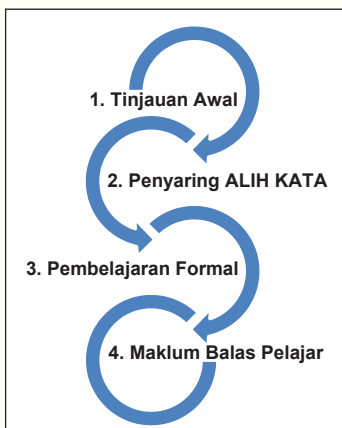 1. Tinjauan Awal
2. Penyaring ALIH KATA
3. Pembelajaran Formal
4. Maklum Balas Pelajar